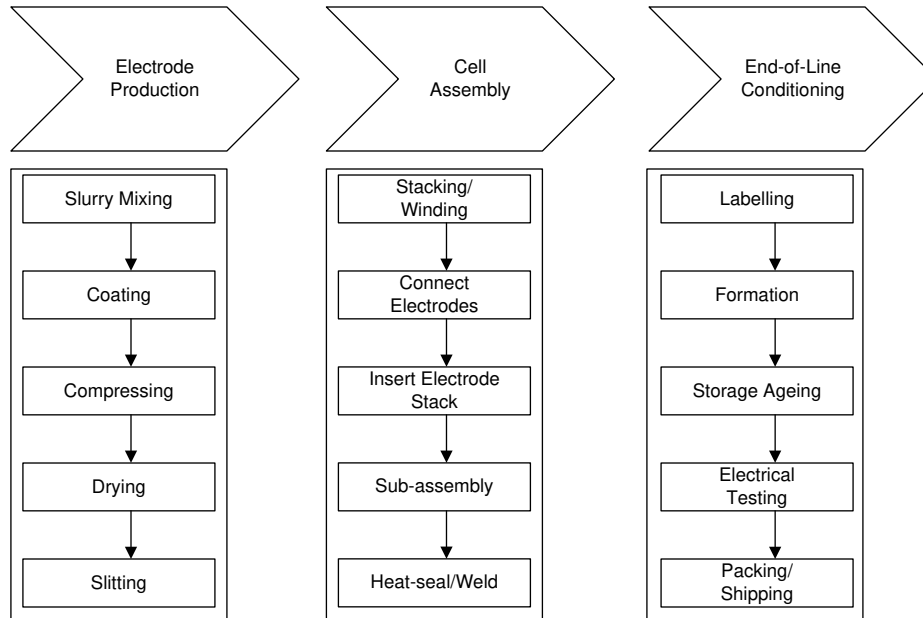 Electrode
Production
Cell
Assembly
End-of-Line
Conditioning
Slurry Mixing
Coating
Compressing
Drying
Slitting
Stacking/
Winding
Connect
Electrodes
Insert Electrode
Stack
Sub-assembly
Heat-seal/Weld
Labelling
Formation
Storage Ageing
Electrical
Testing
Packing/
Shipping